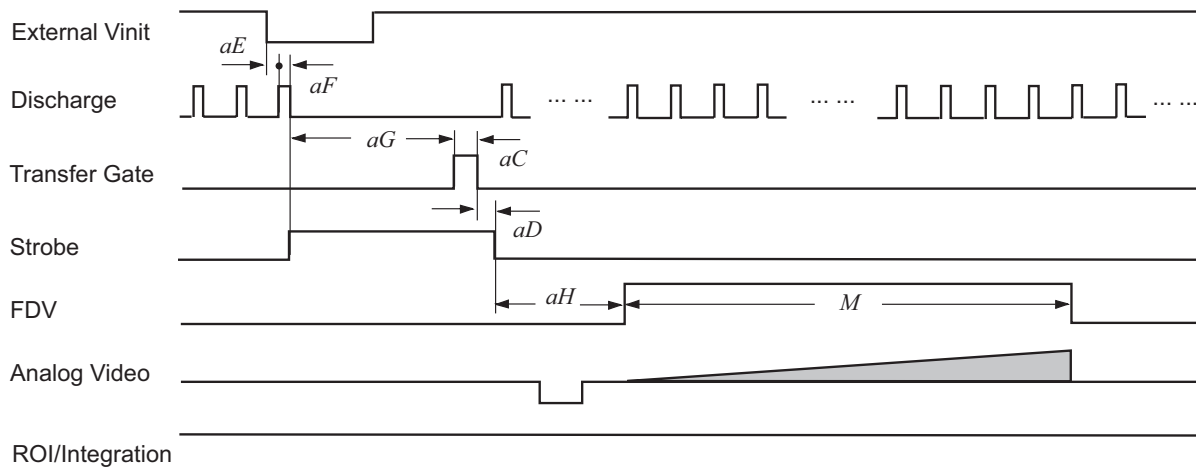 External Vinit
aE
aF
Discharge
... ... ... ... ... ...
aG
aC
Transfer Gate
aD
Strobe
aH
M
FDV
Analog Video
ROI/Integration